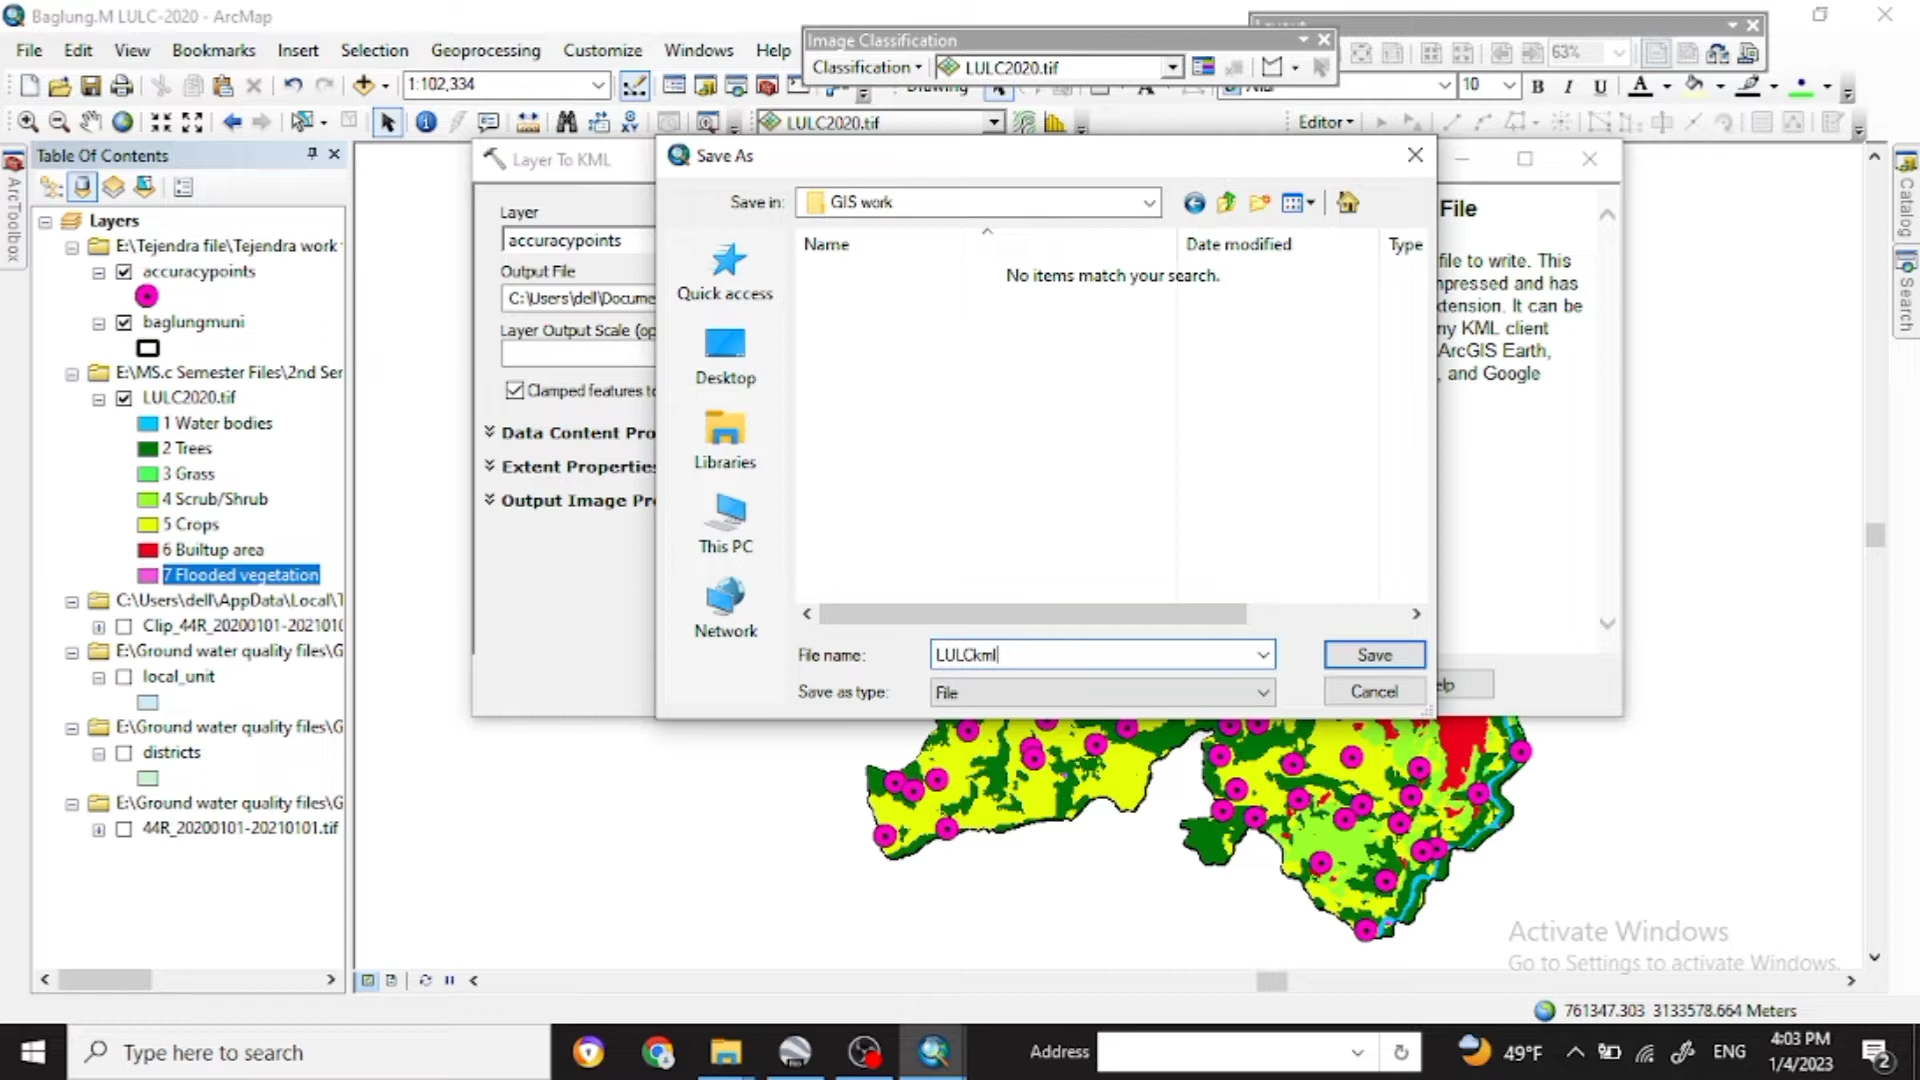 Baglung.M LULC-2020 - ArcMap
File Edit View Bookmarks Insert Selection Geoprocessing Customize Windows Help
Image Classification
Classification LULC2020.tif
63%
1:102,334
10 B I U A
LULC2020.tif
Editor
Table Of Contents
ArcToolbox
Layers
E:\Tejendra file\Tejendra work
accuracypoints
baglungmuni
E:\MS.c Semester Files\2nd Ser
LULC2020.tif
1 Water bodies
2 Trees
3 Grass
4 Scrub/Shrub
5 Crops
6 Builtup area
7 Flooded vegetation
C:\Users\dell\AppData\Local\T
Clip_44R_20200101-202101(
E:\Ground water quality files\G
local_unit
E:\Ground water quality files\G
districts
E:\Ground water quality files\G
44R_20200101-20210101.tif
Layer To KML
Layer
accuracypoints
Output File
C:\Users\dell\Docume
Layer Output Scale (op
Clamped features to
Data Content Pro
Extent Properties
Output Image Pr
Save As
Save in: GIS work
Name Date modified Type
No items match your search.
Quick access
Desktop
Libraries
This PC
Network
File name: LULCkml Save
Save as type: File Cancel
File
file to write. This
mpressed and has
tension. It can be
ny KML client
ArcGIS Earth,
, and Google
elp
Catalog
Search
Activate Windows
Go to Settings to activate Windows.
761347.303 3133578.664 Meters
Type here to search
Address
49°F
ENG
4:03 PM
1/4/2023
2